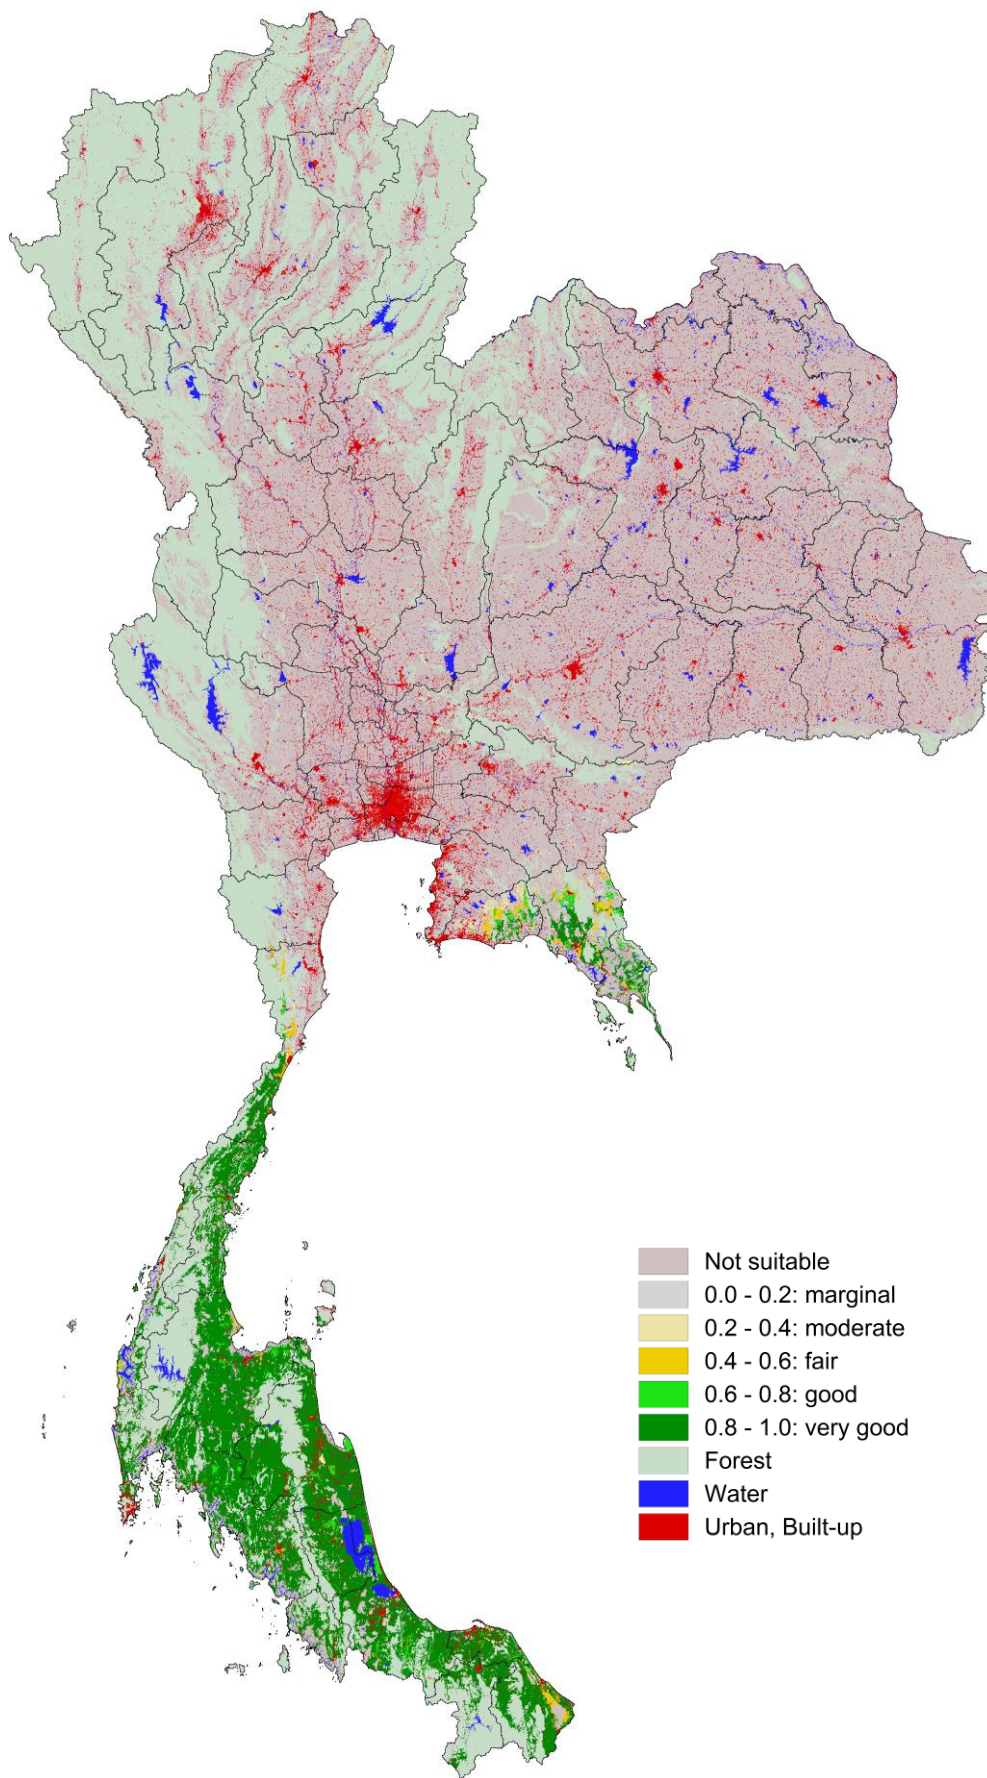 Not suitable
0.0 - 0.2: marginal
0.2 - 0.4: moderate
0.4 - 0.6: fair
0.6 - 0.8: good
0.8 - 1.0: very good
Forest
Water
Urban, Built-up